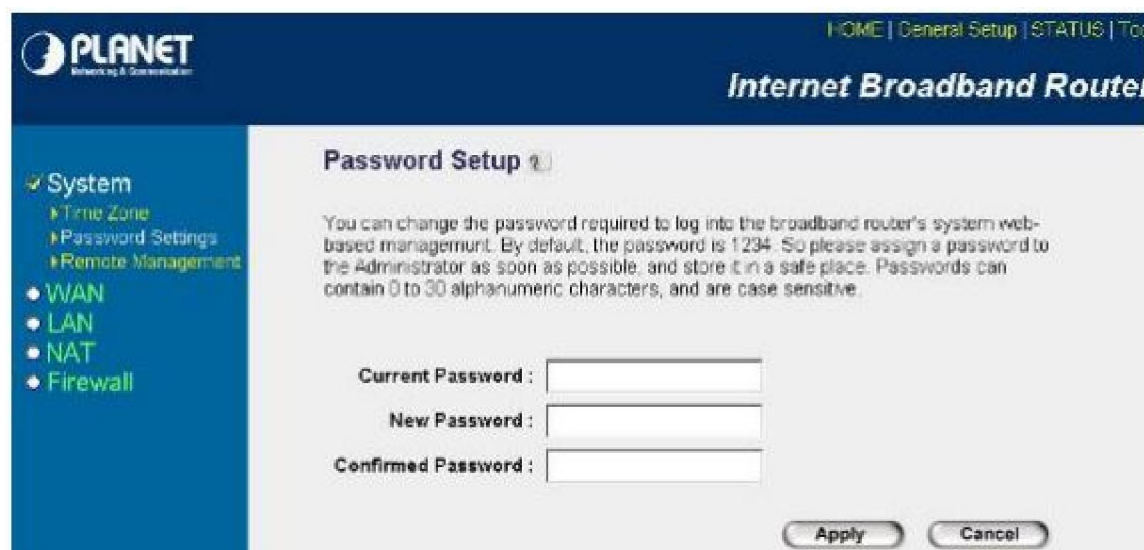 HOME | General Setup | STATUS |
PLANET
Networking & Communication
Internet Broadband Router
System
Time Zone
Password Settings
Remote Management
WAN
LAN
NAT
Firewall
Password Setup
You can change the password required to log into the broadband router's system web-
based managemunt. By default, the password is 1234. So please assign a password to
the Administrator as soon as possible, and store it in a safe place. Passwords can
contain 0 to 30 alphanumeric characters, and are case sensitive.
Current Password :
New Password :
Confirmed Password :
Apply
Cancel